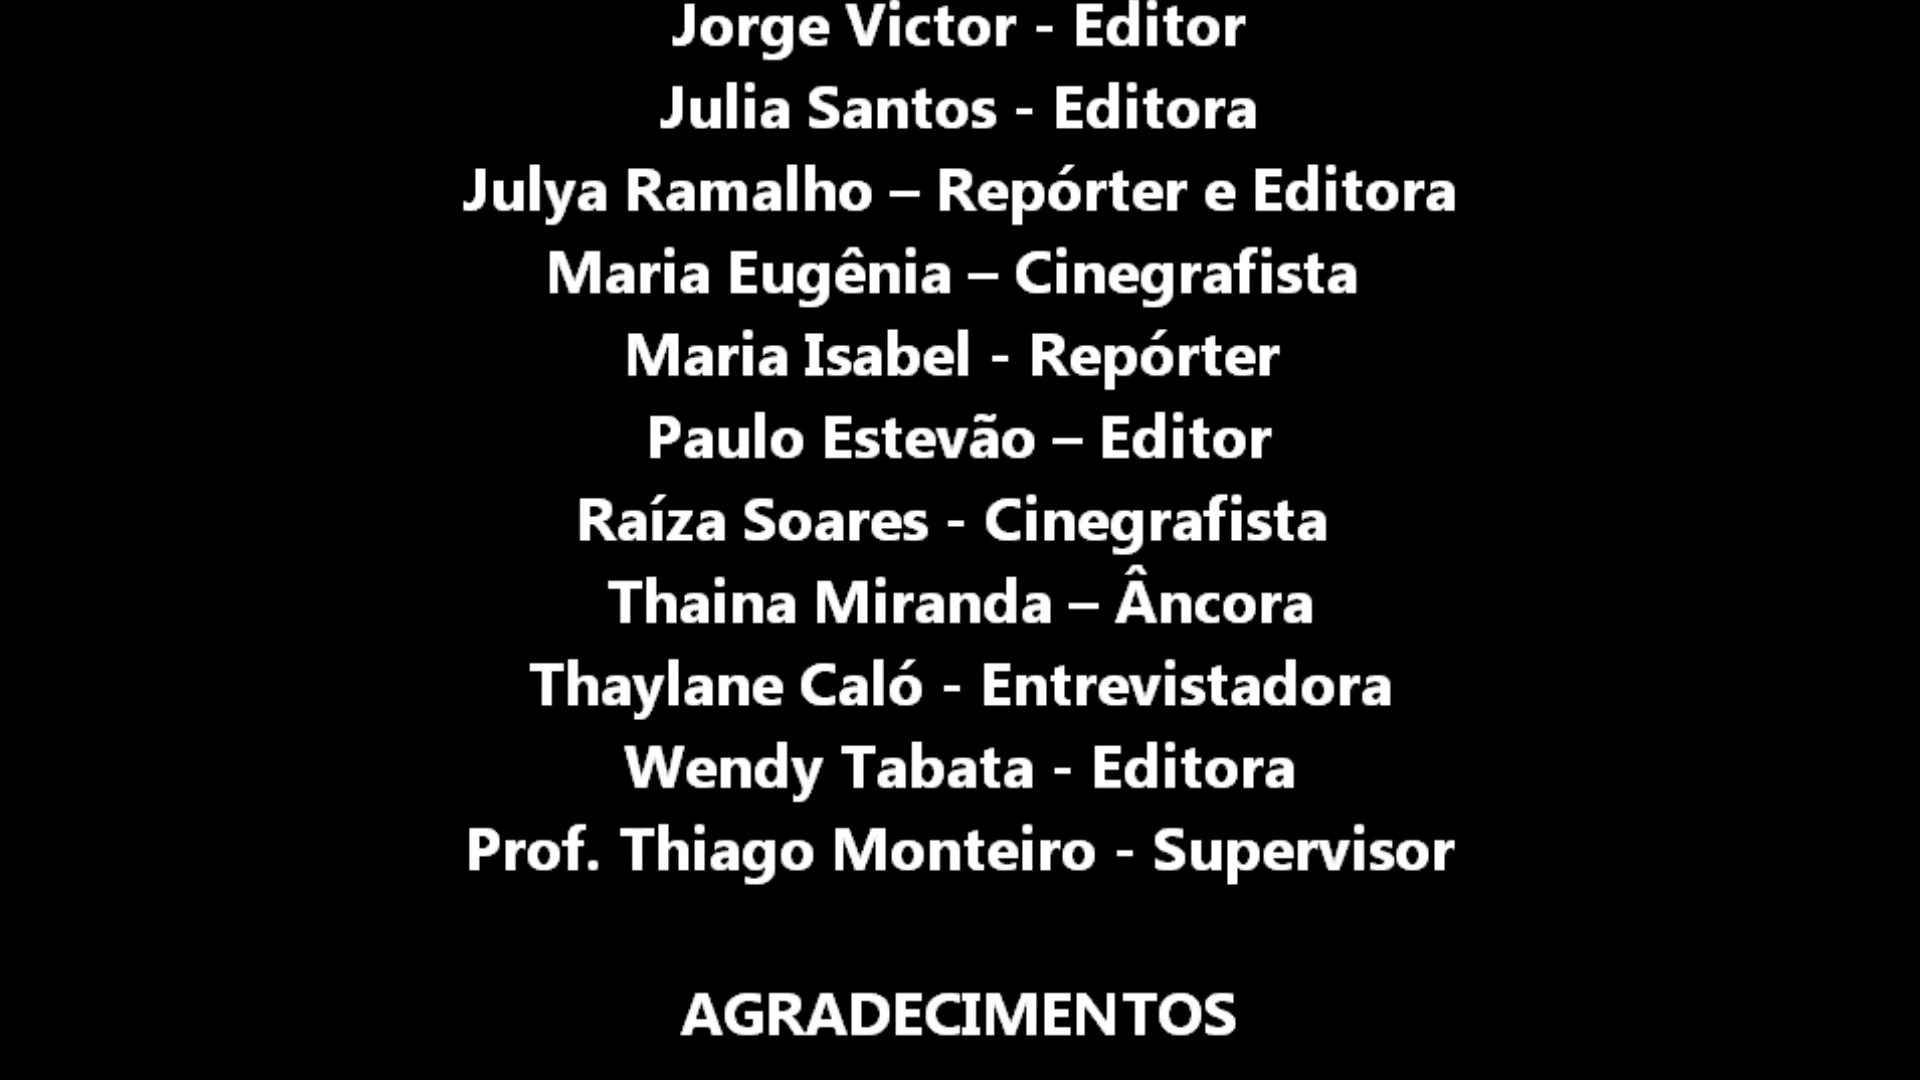 Jorge Victor - Editor
Julia Santos - Editora
Julya Ramalho – Repórter e Editora
Maria Eugênia – Cinegrafista
Maria Isabel - Repórter
Paulo Estevão – Editor
Raíza Soares - Cinegrafista
Thaina Miranda – Âncora
Thaylane Caló - Entrevistadora
Wendy Tabata - Editora
Prof. Thiago Monteiro - Supervisor
AGRADECIMENTOS